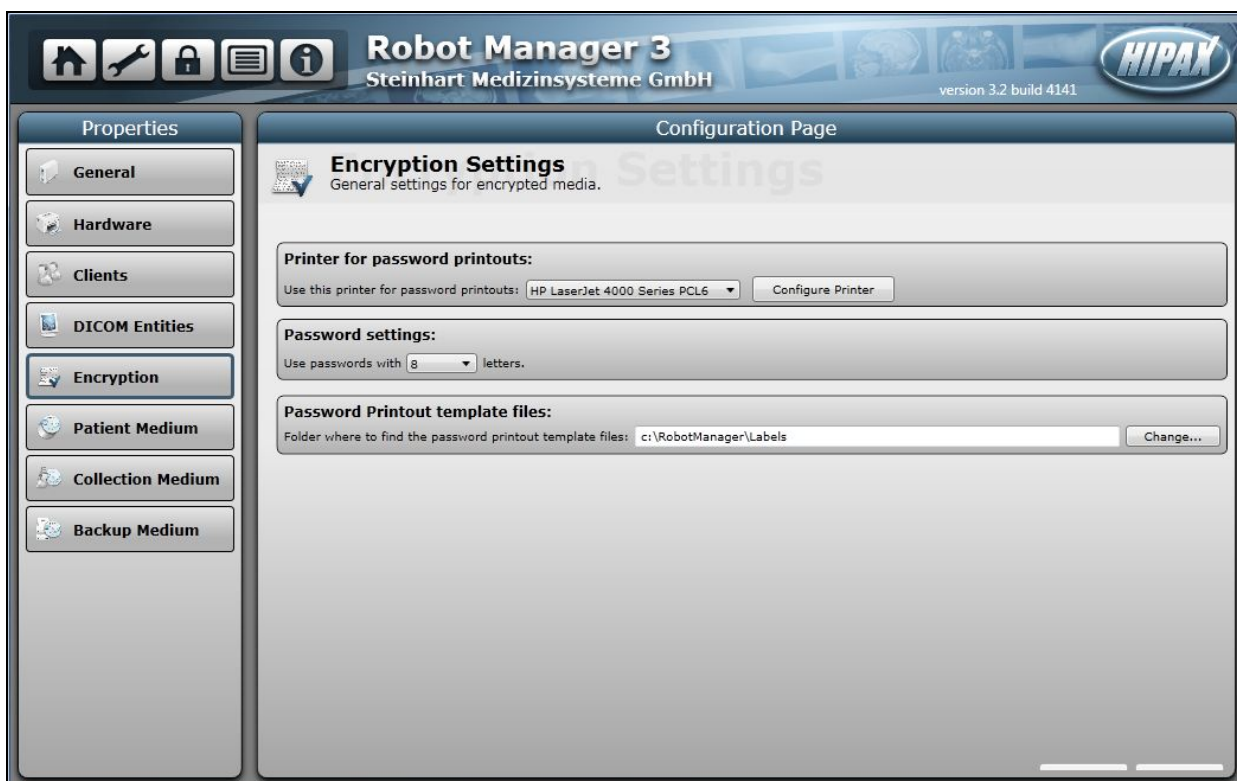 Robot Manager 3
Steinhart Medizinsysteme GmbH
version 3.2 build 4141
HIPAX
Properties
General
Hardware
Clients
DICOM Entities
Encryption
Patient Medium
Collection Medium
Backup Medium
Configuration Page
Encryption Settings
Settings
General settings for encrypted media.
Printer for password printouts:
Use this printer for password printouts: HP LaserJet 4000 Series PCL6 Configure Printer
Password settings:
Use passwords with 8 letters.
Password Printout template files:
Folder where to find the password printout template files: c:\RobotManager\Labels Change...